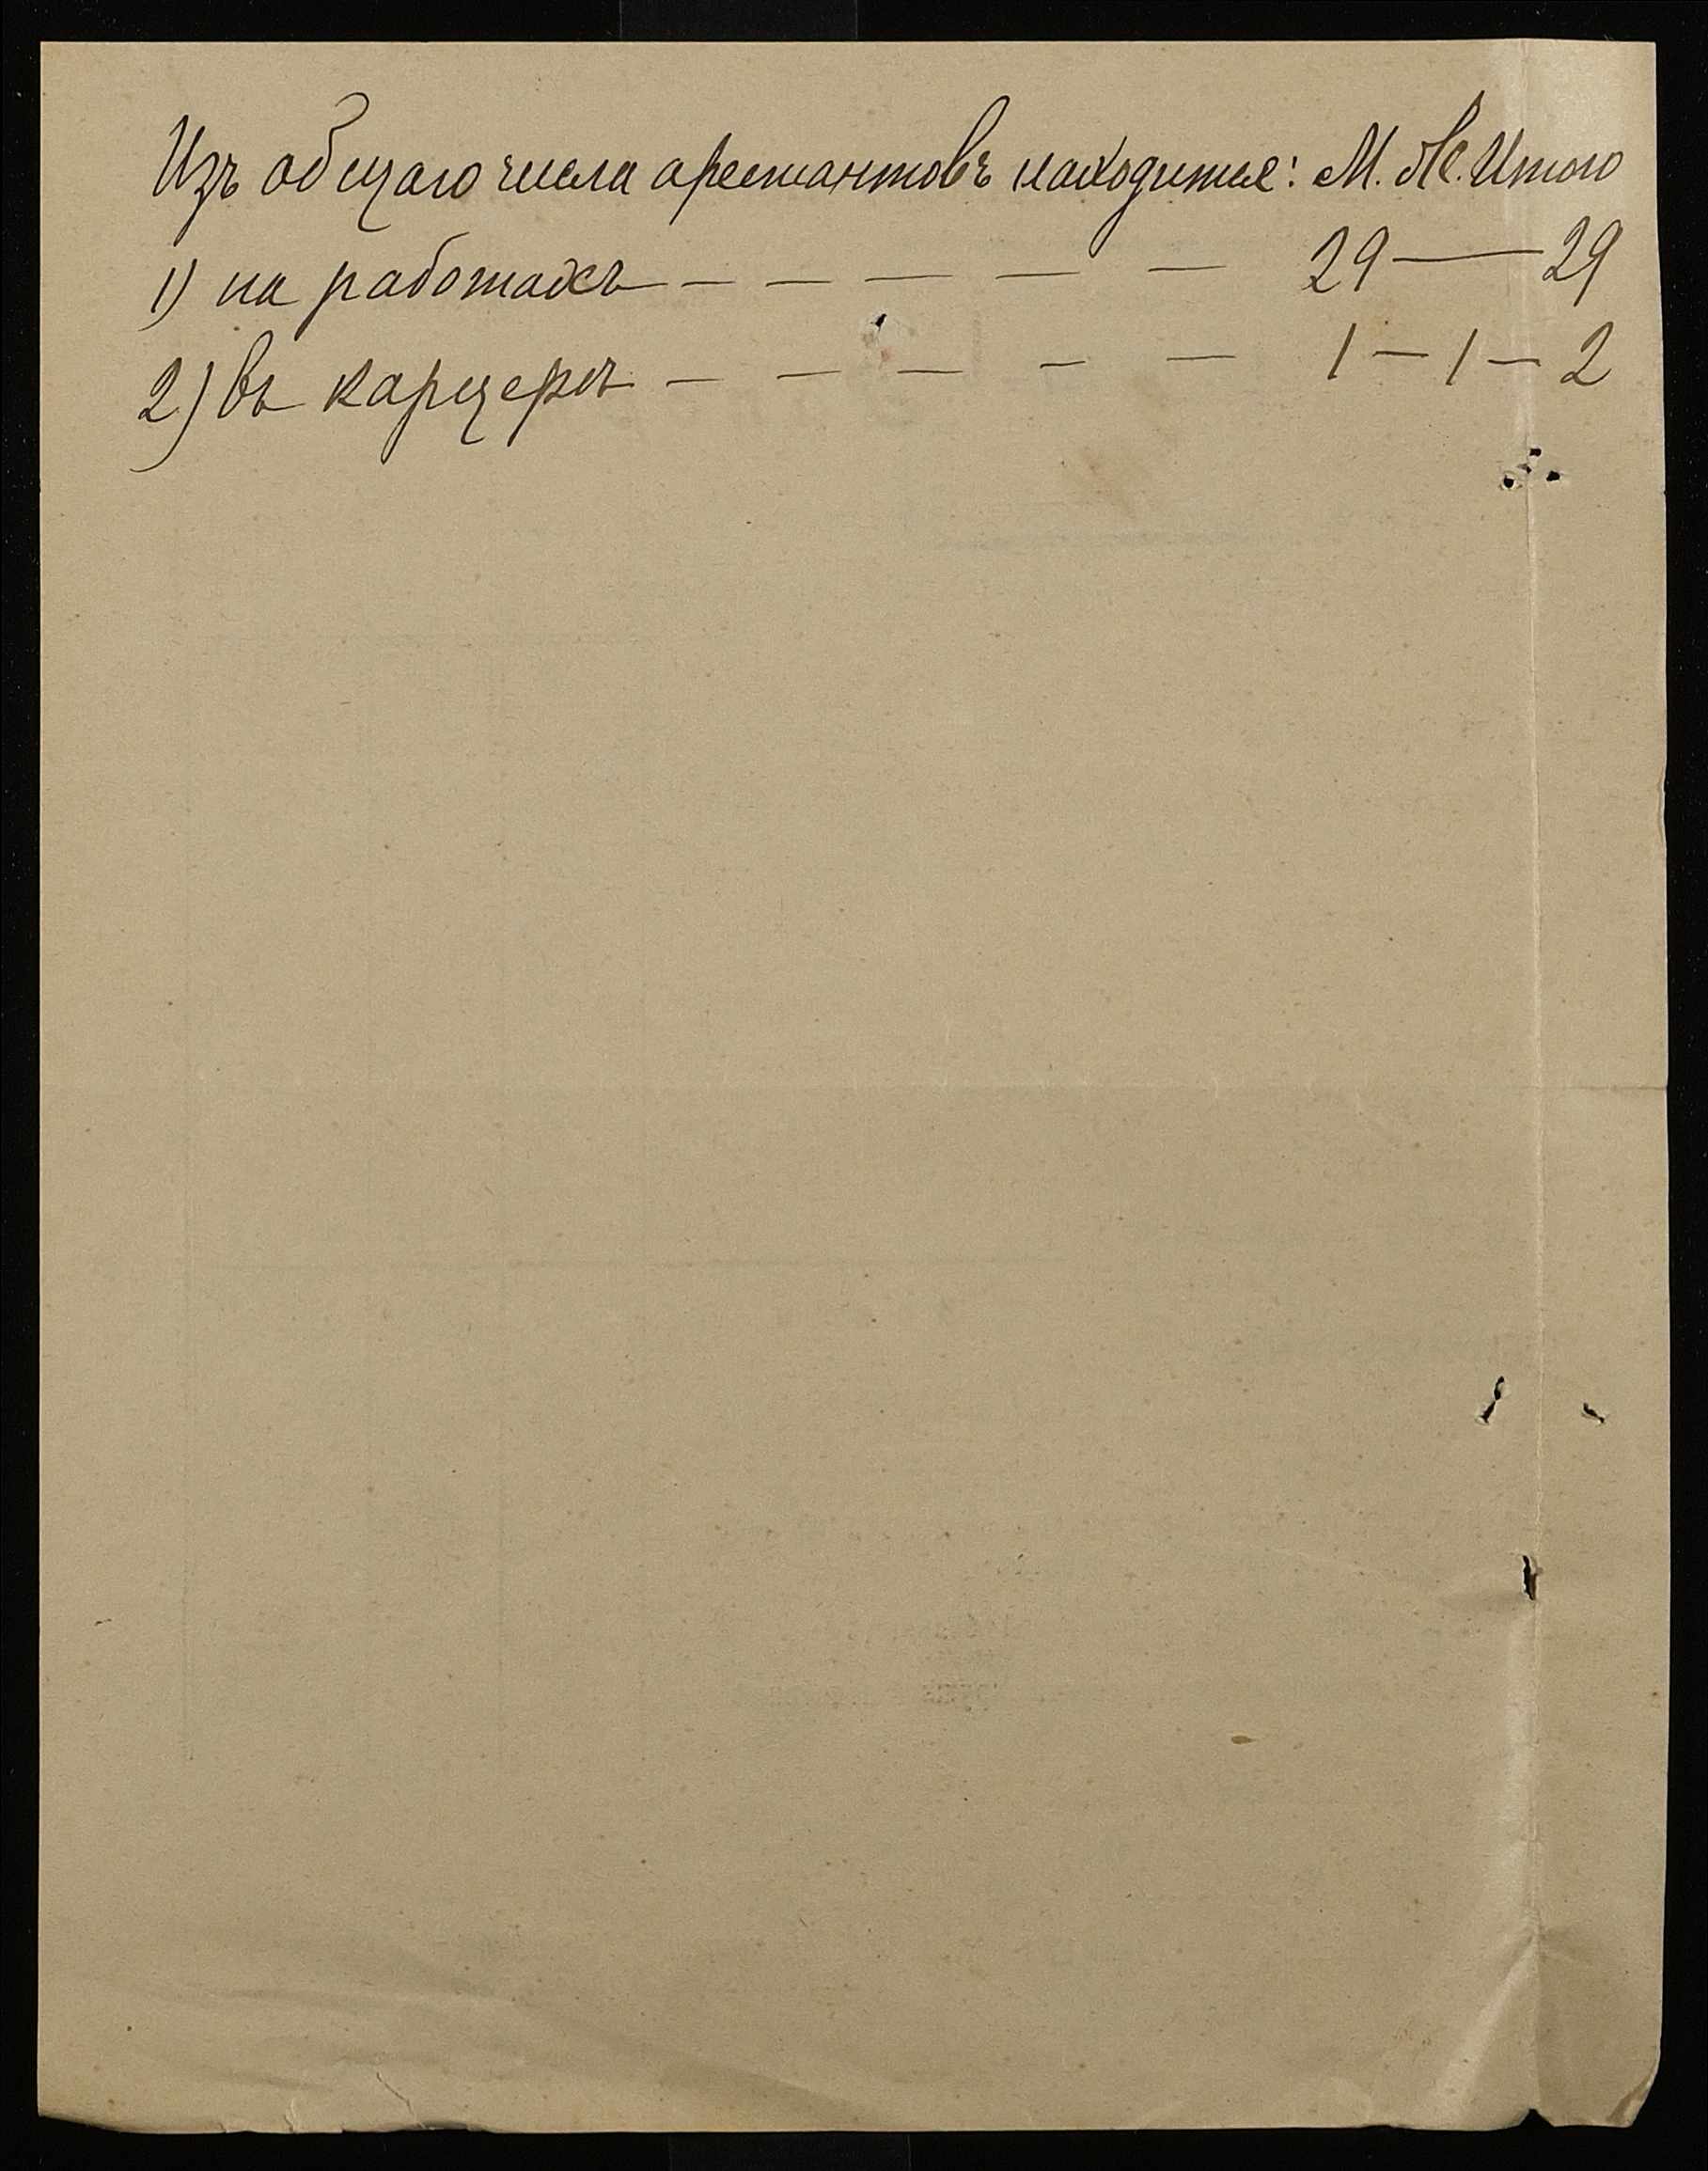 Изъ общаго числа арестантовъ находится: М. Ж. Итого
1) на работахъ — — — — — — 29 — 29
2) въ карцерѣ — — — — — 1 — 1 — 2